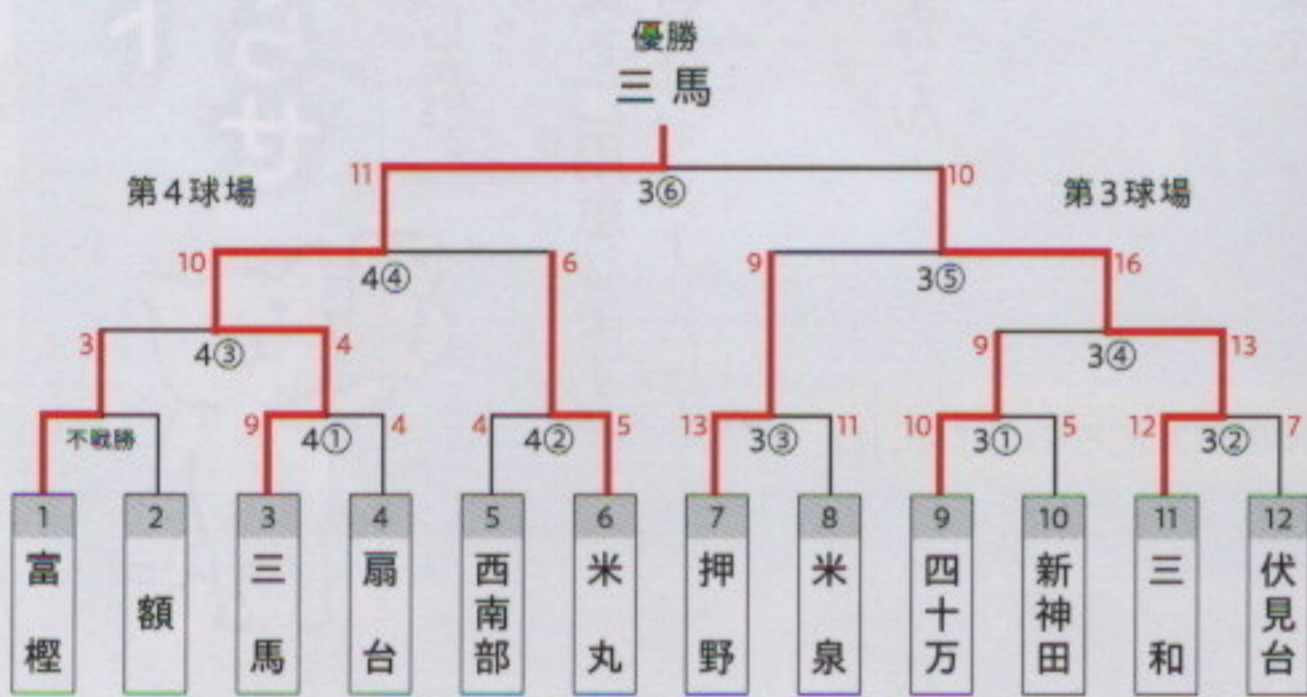 優勝
三馬
第4球場
第3球場
11
3⑥
10
10
4④
6
9
3⑤
16
3
4③
4
9
3④
13
不戦勝
9
4①
4
4
4②
5
13
3③
11
10
3①
5
12
3②
7
1
2
3
4
5
6
7
8
9
10
11
12
富樫
額
三馬
扇台
西南部
米丸
押野
米泉
四十万
新神田
三和
伏見台